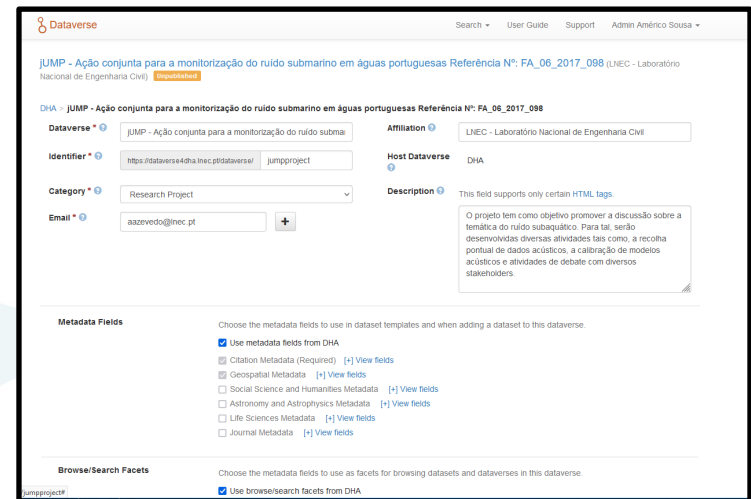 Dataverse
Search User Guide Support Admin Américo Sousa
jUMP - Ação conjunta para a monitorização do ruído submarino em águas portuguesas Referência Nº: FA_06_2017_098 (LNEC - Laboratório
Nacional de Engenharia Civil) Unpublished
DHA > jUMP - Ação conjunta para a monitorização do ruído submarino em águas portuguesas Referência Nº: FA_06_2017_098
Dataverse *
jUMP - Ação conjunta para a monitorização do ruído submar
Affiliation
LNEC - Laboratório Nacional de Engenharia Civil
Identifier *
https://dataverse4dha.lnec.pt/dataverse/ jumpproject
Host Dataverse
DHA
Category *
Research Project
Description
This field supports only certain HTML tags.
Email *
aazevedo@lnec.pt
+
O projeto tem como objetivo promover a discussão sobre a
temática do ruído subaquático. Para tal, serão
desenvolvidas diversas atividades tais como, a recolha
pontual de dados acústicos, a calibração de modelos
acústicos e atividades de debate com diversos
stakeholders.
Metadata Fields
Choose the metadata fields to use in dataset templates and when adding a dataset to this dataverse.
Use metadata fields from DHA
Citation Metadata (Required) [+] View fields
Geospatial Metadata [+] View fields
Social Science and Humanities Metadata [+] View fields
Astronomy and Astrophysics Metadata [+] View fields
Life Sciences Metadata [+] View fields
Journal Metadata [+] View fields
Browse/Search Facets
Choose the metadata fields to use as facets for browsing datasets and dataverses in this dataverse.
Use browse/search facets from DHA
/jumpproject#